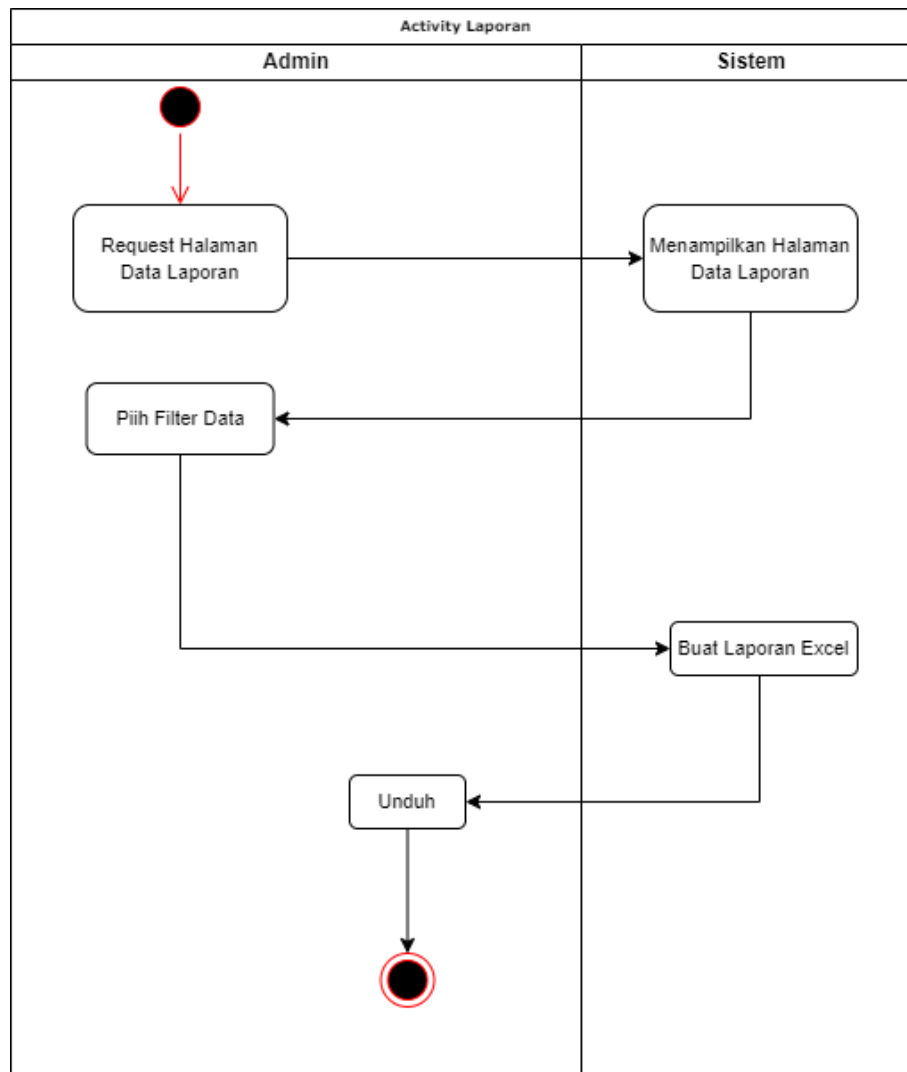 Activity Laporan
Admin
Sistem
Request Halaman
Data Laporan
Menampilkan Halaman
Data Laporan
Piih Filter Data
Buat Laporan Excel
Unduh